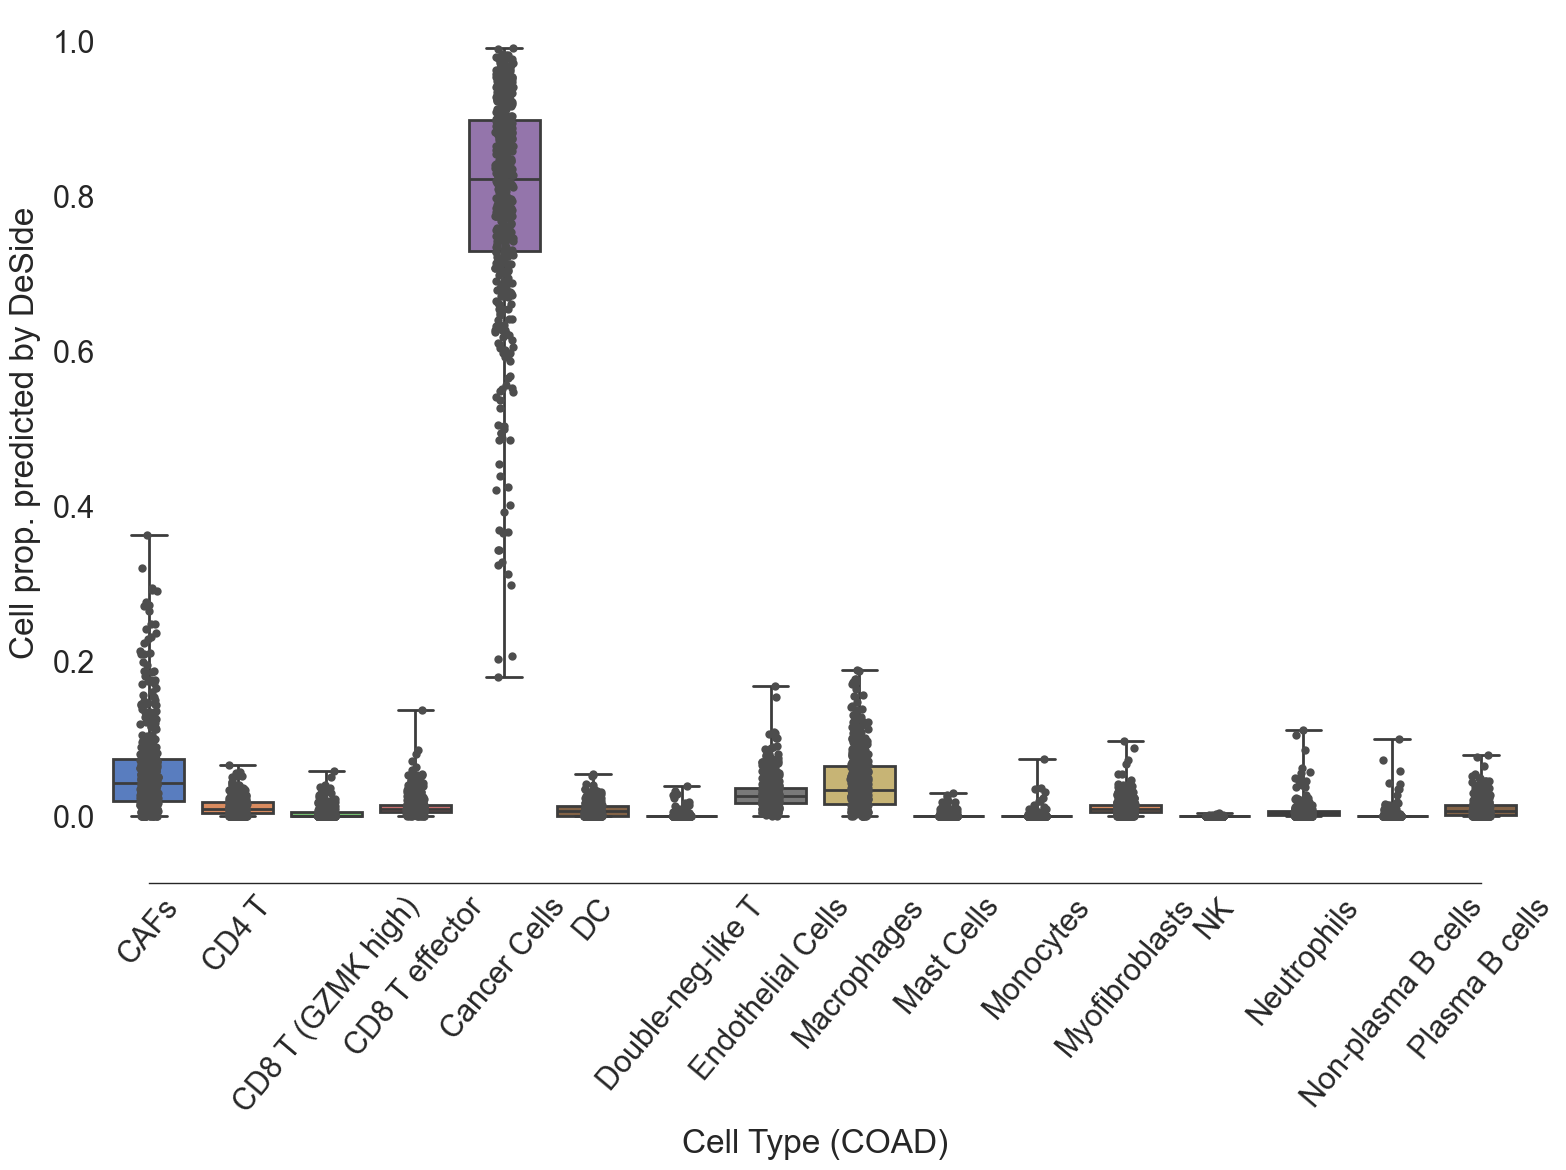 Cell prop. predicted by DeSide
1.0
0.8
0.6
0.4
0.2
0.0
CAFs
CD4 T
CD8 T (GZMK high)
CD8 T effector
Cancer Cells
DC
Double-neg-like T
Endothelial Cells
Macrophages
Mast Cells
Monocytes
Myofibroblasts
NK
Neutrophils
Non-plasma B cells
Plasma B cells
Cell Type (COAD)